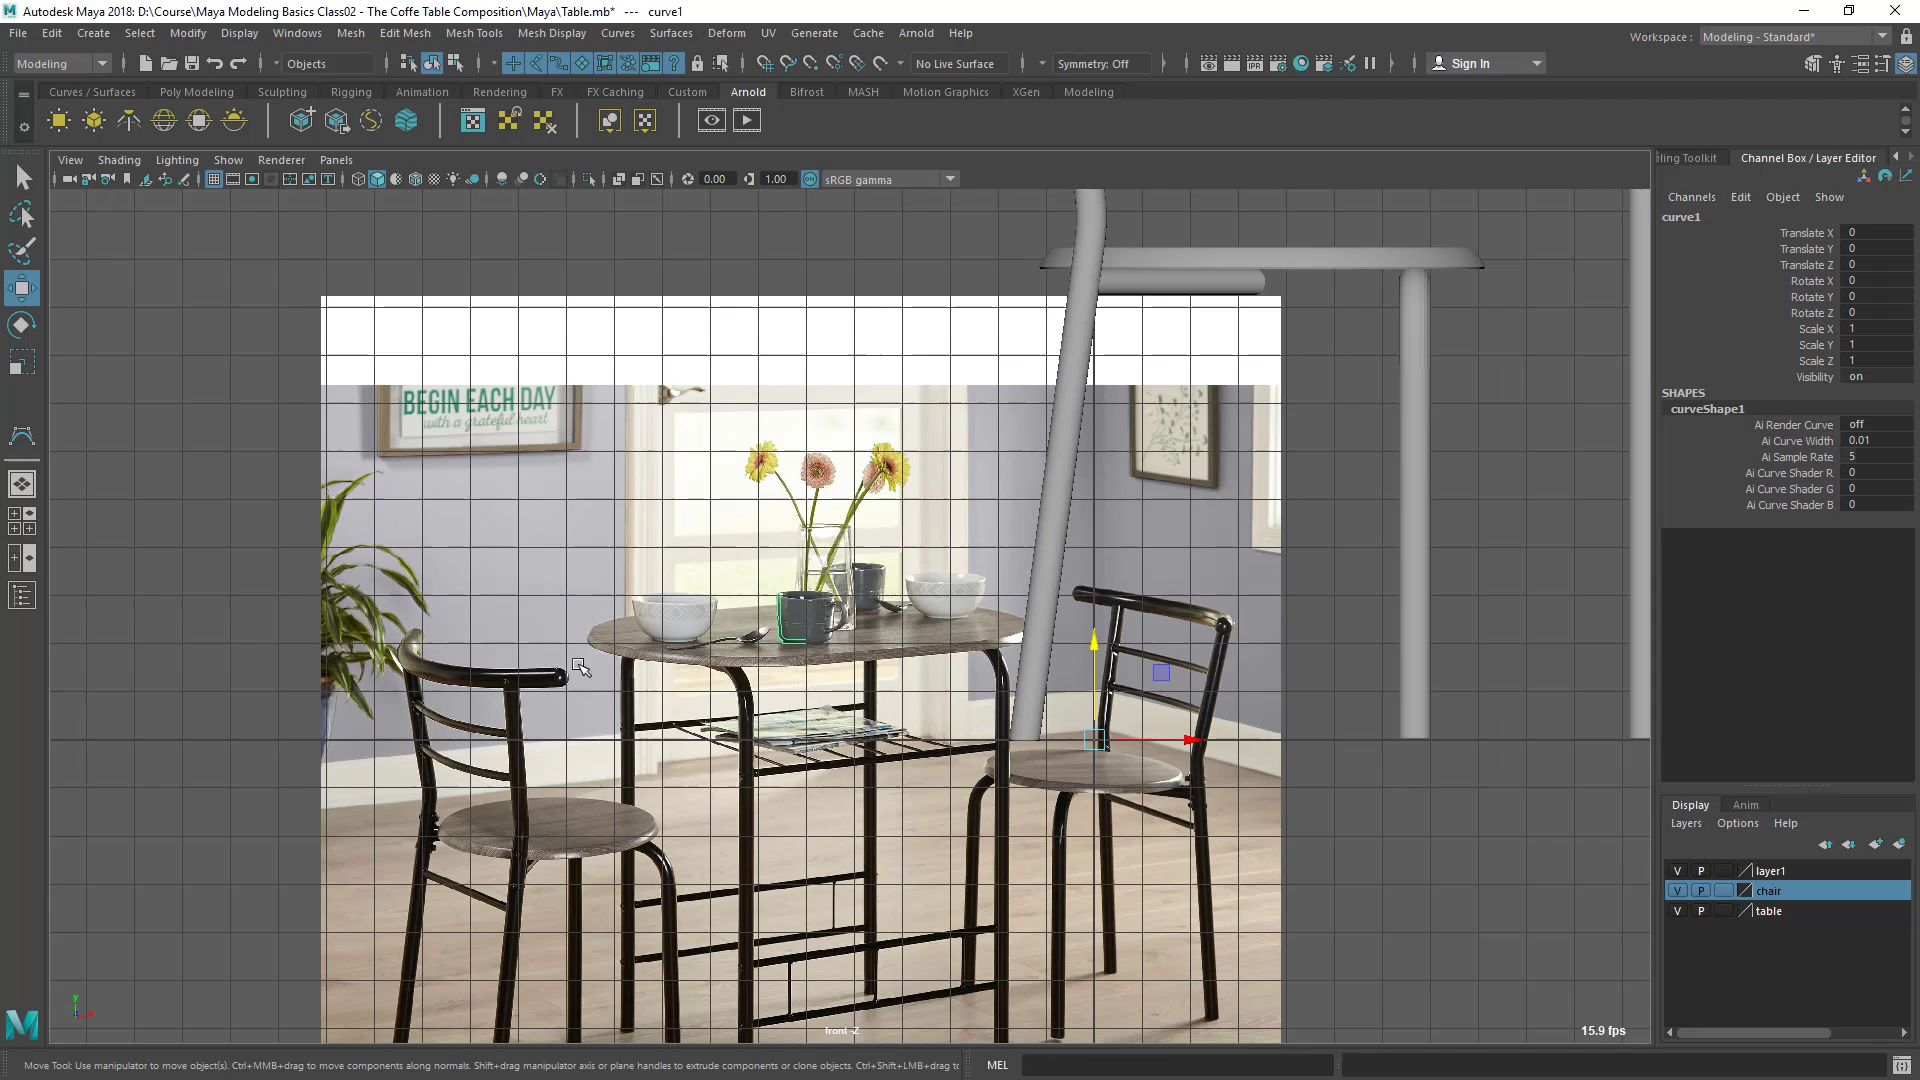 Autodesk Maya 2018: D:\Course\Maya Modeling Basics Class02 - The Coffe Table Composition\Maya\Table.mb* --- curve1
File Edit Create Select Modify Display Windows Mesh Edit Mesh Mesh Tools Mesh Display Curves Surfaces Deform UV Generate Cache Arnold Help
Workspace : Modeling - Standard*
Modeling Objects No Live Surface Symmetry: Off Sign In
Curves / Surfaces Poly Modeling Sculpting Rigging Animation Rendering FX FX Caching Custom Arnold Bifrost MASH Motion Graphics XGen Modeling
View Shading Lighting Show Renderer Panels
0.00 1.00 sRGB gamma
ling Toolkit Channel Box / Layer Editor
Channels Edit Object Show
curve1
Translate X 0
Translate Y 0
Translate Z 0
Rotate X 0
Rotate Y 0
Rotate Z 0
Scale X 1
Scale Y 1
Scale Z 1
Visibility on
SHAPES
curveShape1
Ai Render Curve off
Ai Curve Width 0.01
Ai Sample Rate 5
Ai Curve Shader R 0
Ai Curve Shader G 0
Ai Curve Shader B 0
BEGIN EACH DAY
with a grateful heart
Display Anim
Layers Options Help
V P layer1
V P chair
V P table
y
front -Z
15.9 fps
Move Tool: Use manipulator to move object(s). Ctrl+MMB+drag to move components along normals. Shift+drag manipulator axis or plane handles to extrude components or clone objects. Ctrl+Shift+LMB+drag to
MEL